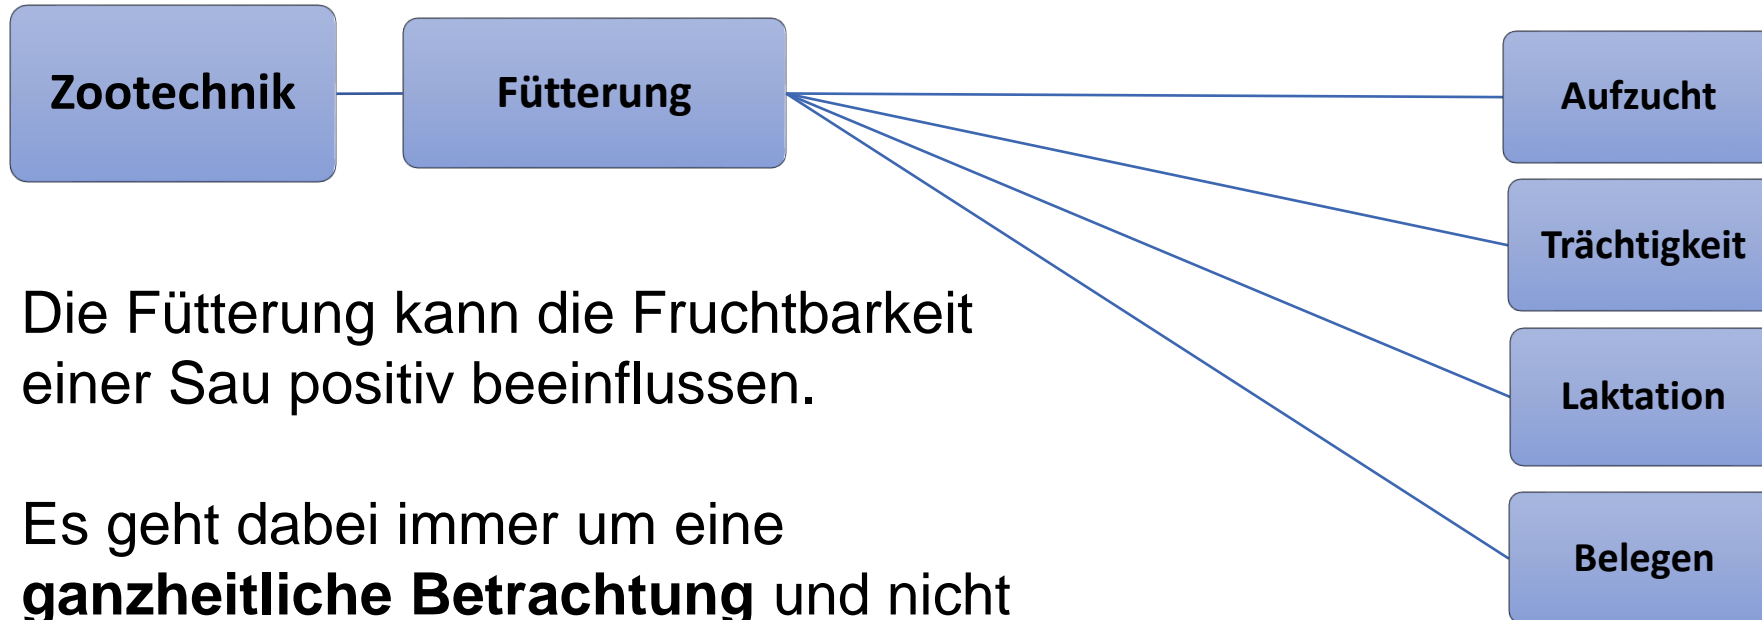 Zootechnik
Fütterung
Aufzucht
Trächtigkeit
Laktation
Belegen
Die Fütterung kann die Fruchtbarkeit
einer Sau positiv beeinflussen.
Es geht dabei immer um eine
ganzheitliche Betrachtung und nicht